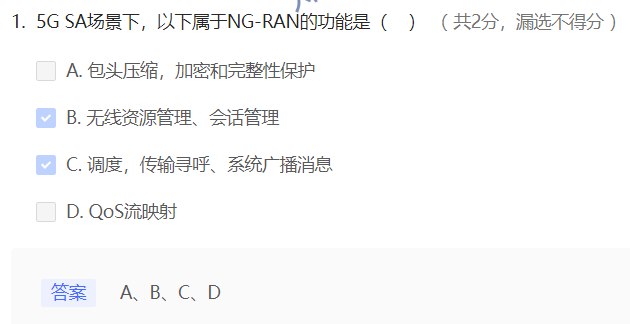 1. 5G SA场景下，以下属于NG-RAN的功能是（ ）（ 共2分，漏选不得分 ）
A. 包头压缩，加密和完整性保护
B. 无线资源管理、会话管理
C. 调度，传输寻呼、系统广播消息
D. QoS流映射
答案 A、B、C、D